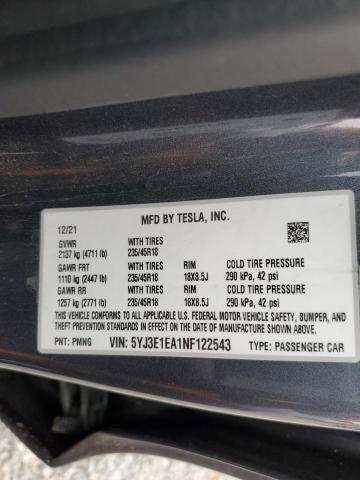 MFD BY TESLA, INC.
12/21
GVWR WITH TIRES
2137 kg (4711 lb) 235/45R18
GAWR FRT WITH TIRES RIM COLD TIRE PRESSURE
1110 kg (2447 lb) 235/45R18 18X8.5J 290 kPa, 42 psi
GAWR RR WITH TIRES RIM COLD TIRE PRESSURE
1257 kg (2771 lb) 235/45R18 18X8.5J 290 kPa, 42 psi
THIS VEHICLE CONFORMS TO ALL APPLICABLE U.S. FEDERAL MOTOR VEHICLE SAFETY, BUMPER, AND
THEFT PREVENTION STANDARDS IN EFFECT ON THE DATE OF MANUFACTURE SHOWN ABOVE.
PNT: PMNG VIN: 5YJ3E1EA1NF122543 TYPE: PASSENGER CAR